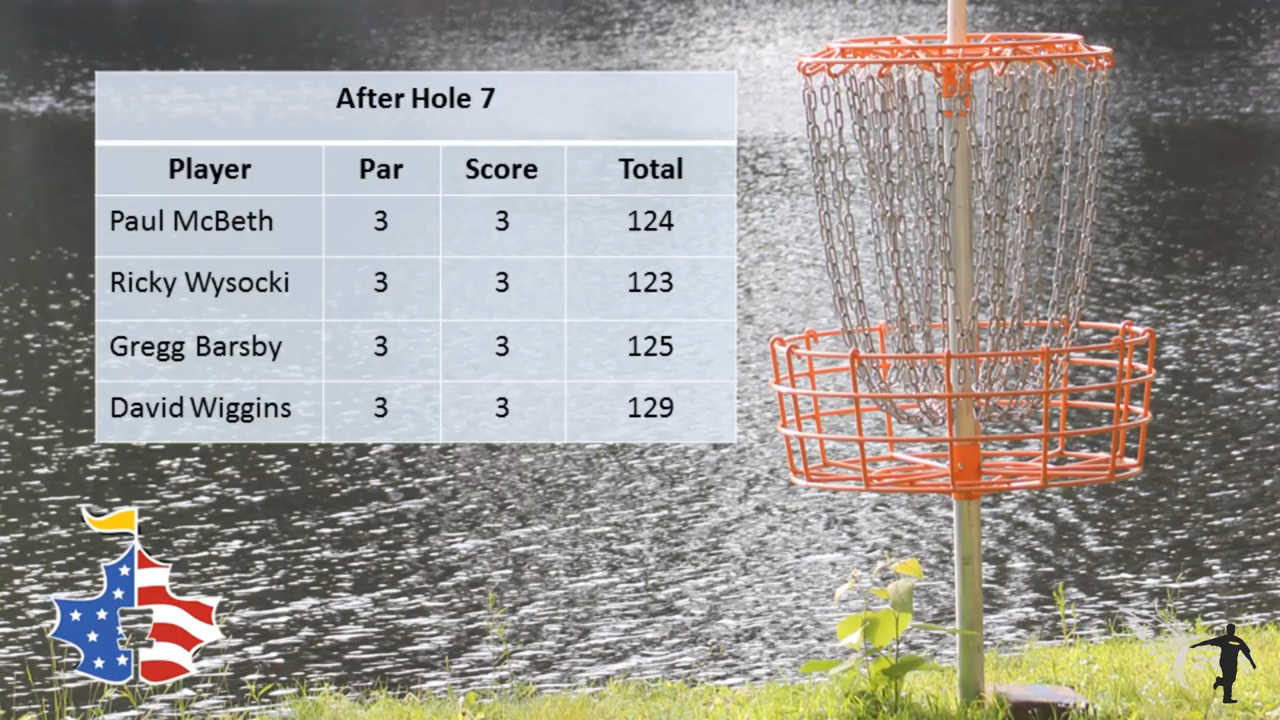 After Hole 7
Player Par Score Total
Paul McBeth 3 3 124
Ricky Wysocki 3 3 123
Gregg Barsby 3 3 125
David Wiggins 3 3 129